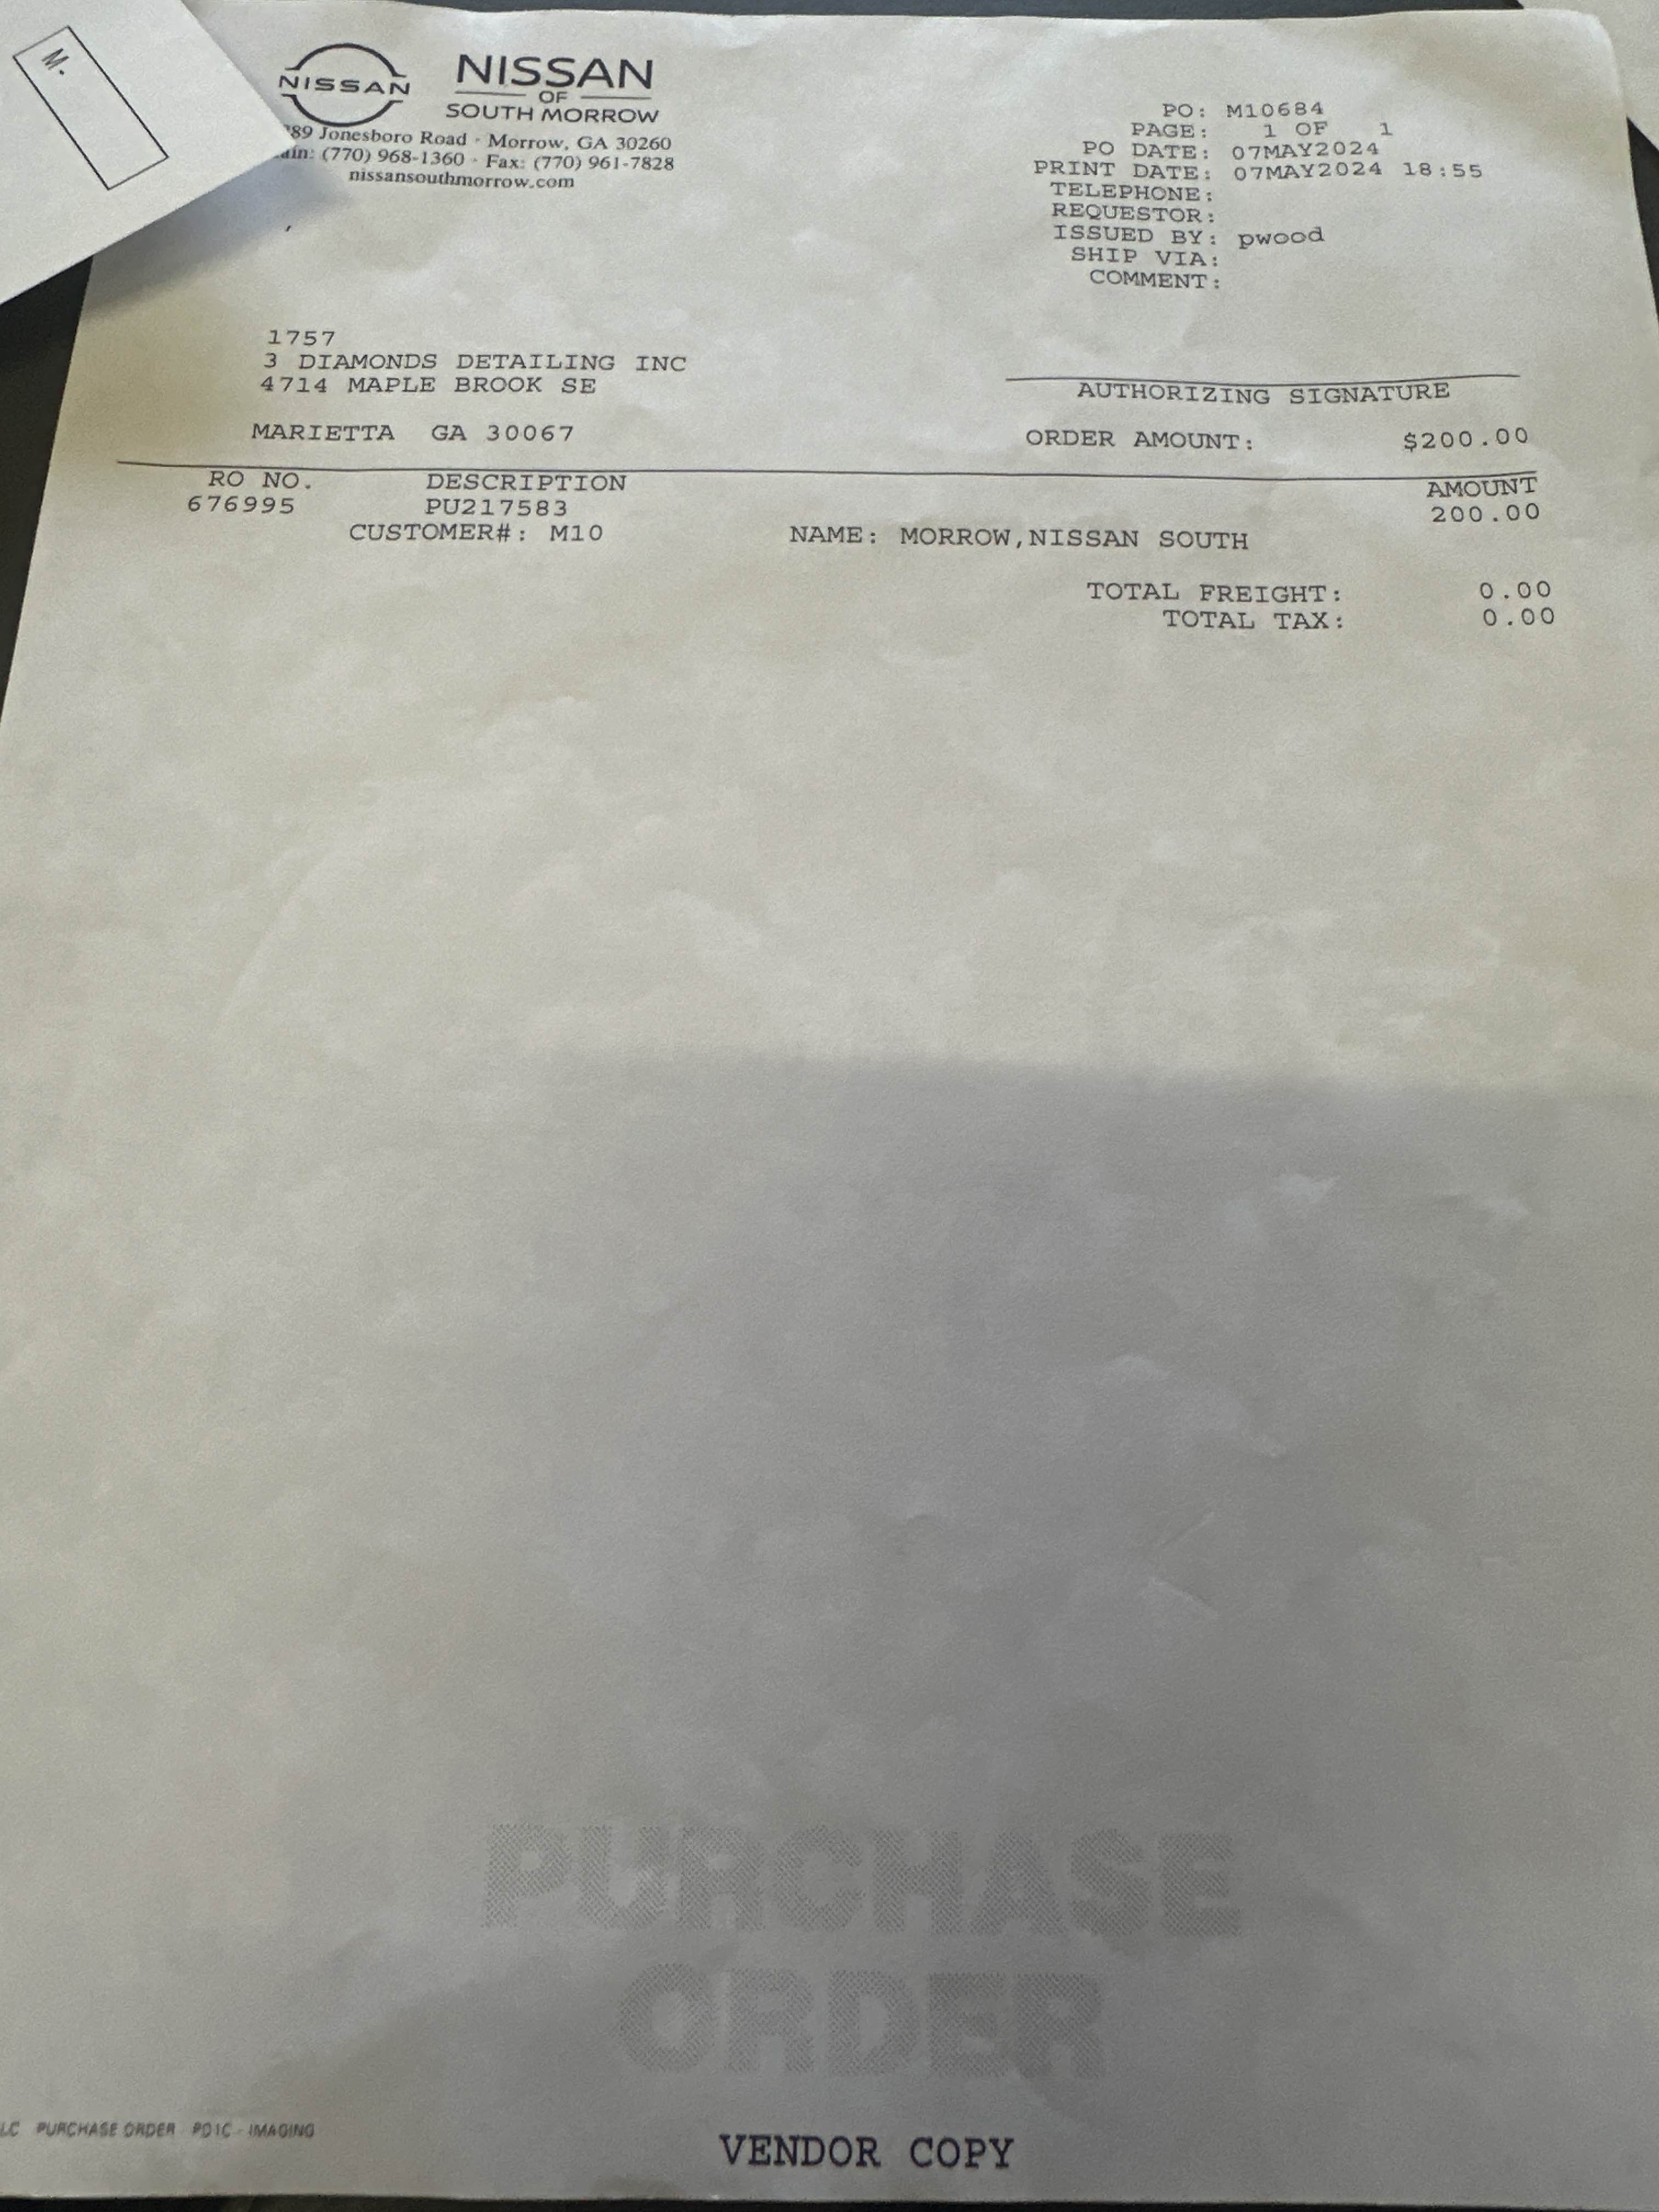 M.
NISSAN
NISSAN
OF
SOUTH MORROW
89 Jonesboro Road · Morrow, GA 30260
(770) 968-1360 · Fax: (770) 961-7828
nissansouthmorrow.com
PO: M10684
PAGE: 1 OF 1
PO DATE: 07MAY2024
PRINT DATE: 07MAY2024 18:55
TELEPHONE:
REQUESTOR:
ISSUED BY: pwood
SHIP VIA:
COMMENT:
1757
3 DIAMONDS DETAILING INC
4714 MAPLE BROOK SE
MARIETTA GA 30067
AUTHORIZING SIGNATURE
ORDER AMOUNT: $200.00
RO NO. DESCRIPTION AMOUNT
676995 PU217583 200.00
CUSTOMER#: M10 NAME: MORROW,NISSAN SOUTH
TOTAL FREIGHT: 0.00
TOTAL TAX: 0.00
PURCHASE
ORDER
LC PURCHASE ORDER PO1C - IMAGING
VENDOR COPY